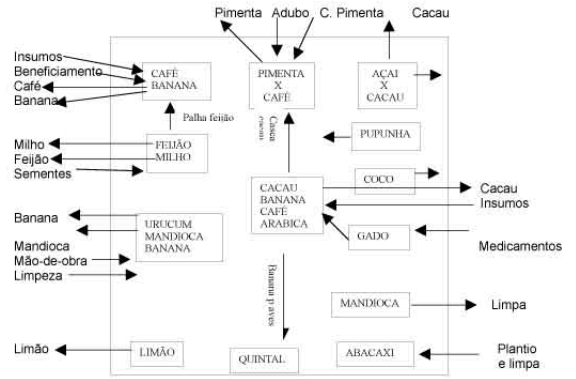 Pimenta Adubo C. Pimenta Cacau
Insumos
Beneficiamento
Café
Banana
CAFÉ
BANANA
PIMENTA
X
CAFÉ
AÇAI
X
CACAU
Palha feijão
Casca
PUPUNHA
Milho
Feijão
Sementes
FEIJÃO
MILHO
COCO
CACAU
BANANA
CAFÉ
ARABICA
Cacau
Insumos
Banana
Mandioca
Mão-de-obra
Limpeza
URUCUM
MANDIOCA
BANANA
GADO
Medicamentos
Banana p aves
MANDIOCA
Limpa
Limão
LIMÃO
QUINTAL
ABACAXI
Plantio
e limpa